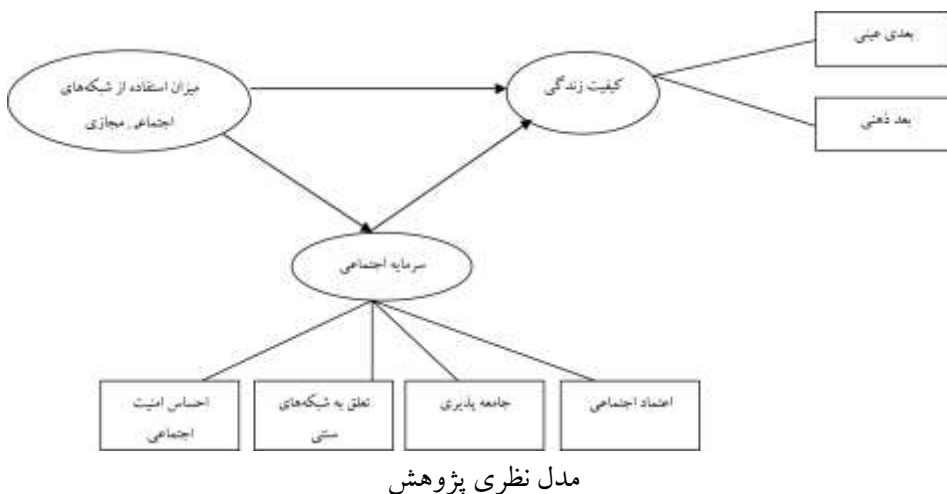 بعدی عینی
میزان استفاده از شبکه‌های
اجتماعی مجازی
کیفیت زندگی
بعد ذهنی
سرمایه اجتماعی
اعتماد اجتماعی
جامعه پذیری
تعلق به شبکه‌های
سنتی
احساس امنیت
اجتماعی
مدل نظری پژوهش